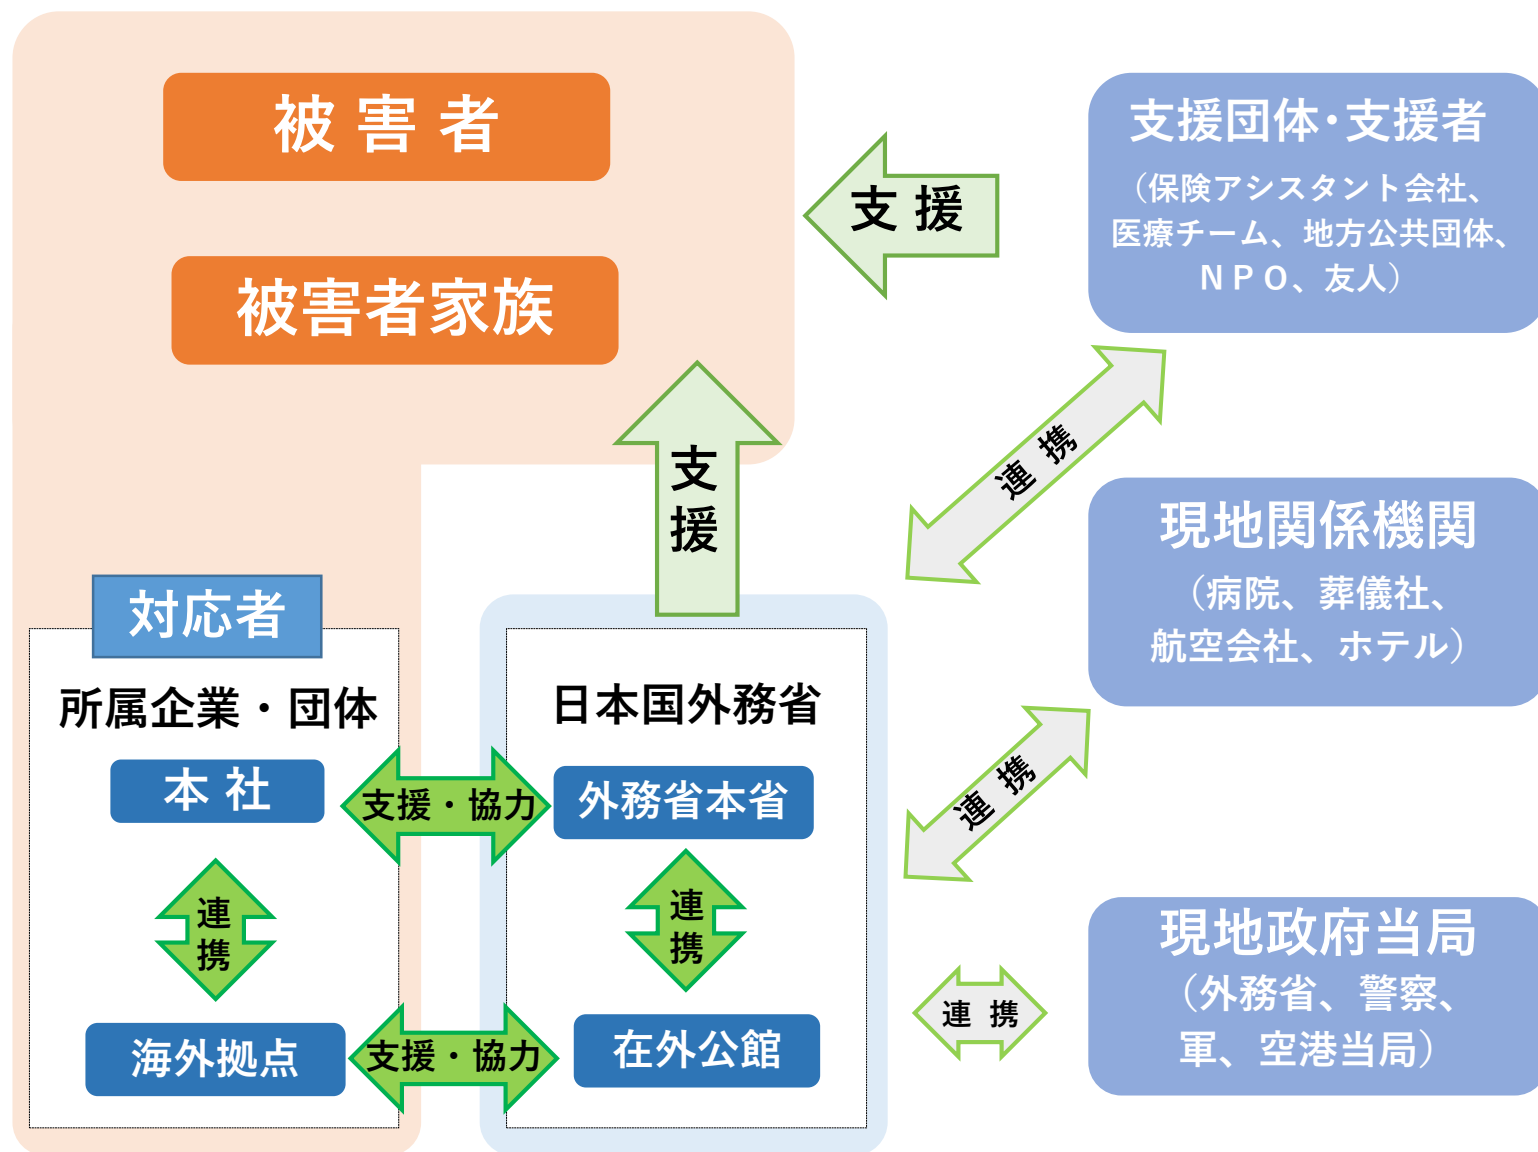 被害者
被害者家族
支援
支援団体・支援者
（保険アシスタント会社、
医療チーム、地方公共団体、
ＮＰＯ、友人）
支
援
連携
現地関係機関
（病院、葬儀社、
航空会社、ホテル）
対応者
所属企業・団体
本社
支援・協力
連
携
海外拠点
支援・協力
日本国外務省
外務省本省
連
携
在外公館
連携
連携
現地政府当局
（外務省、警察、
軍、空港当局）